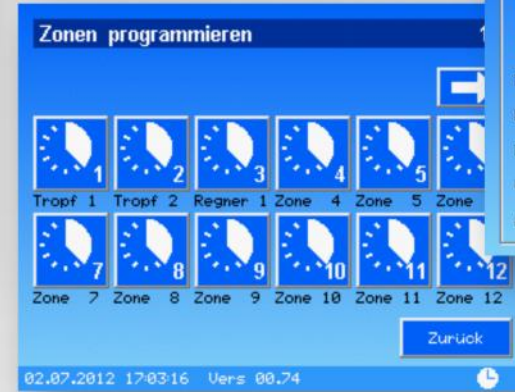 Zonen programmieren 1
1 2 3 4 5
Tropf 1 Tropf 2 Regner 1 Zone 4 Zone 5 Zone
7 8 9 10 11 12
Zone 7 Zone 8 Zone 9 Zone 10 Zone 11 Zone 12
Zurück
02.07.2012 17:03:16 Vers 00.74